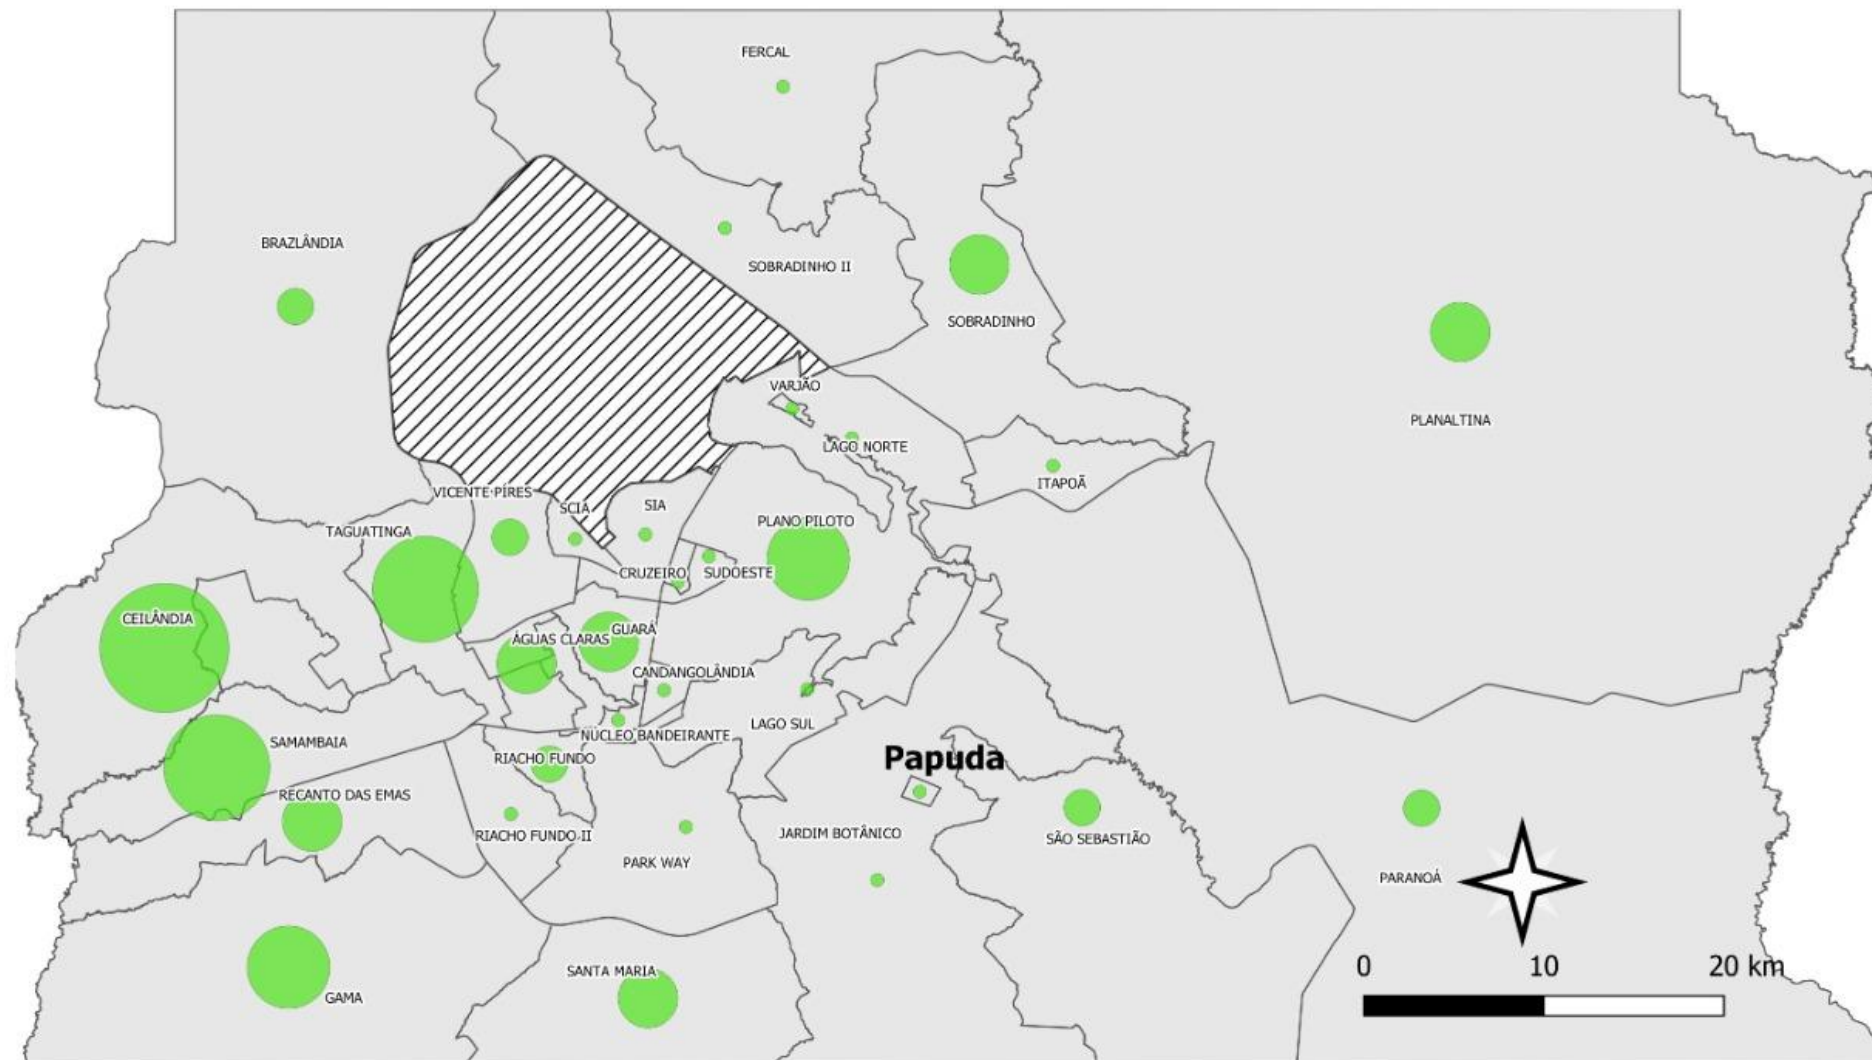 FERCAL
BRAZLÂNDIA
SOBRADINHO II
SOBRADINHO
VARJÃO
PLANALTINA
LAGO NORTE
ITAPOÃ
VICENTE PÍRES
SCIA
SIA
PLANO PILOTO
TAGUATINGA
CRUZEIRO
SUDOESTE
CEILÂNDIA
ÁGUAS CLARAS
GUARÁ
CANDANGOLÂNDIA
LAGO SUL
NÚCLEO BANDEIRANTE
SAMAMBAIA
RIACHO FUNDO
Papuda
RECANTO DAS EMAS
RIACHO FUNDO II
JARDIM BOTÂNICO
SÃO SEBASTIÃO
PARK WAY
PARANOÁ
SANTA MARIA
GAMA
0 10 20 km